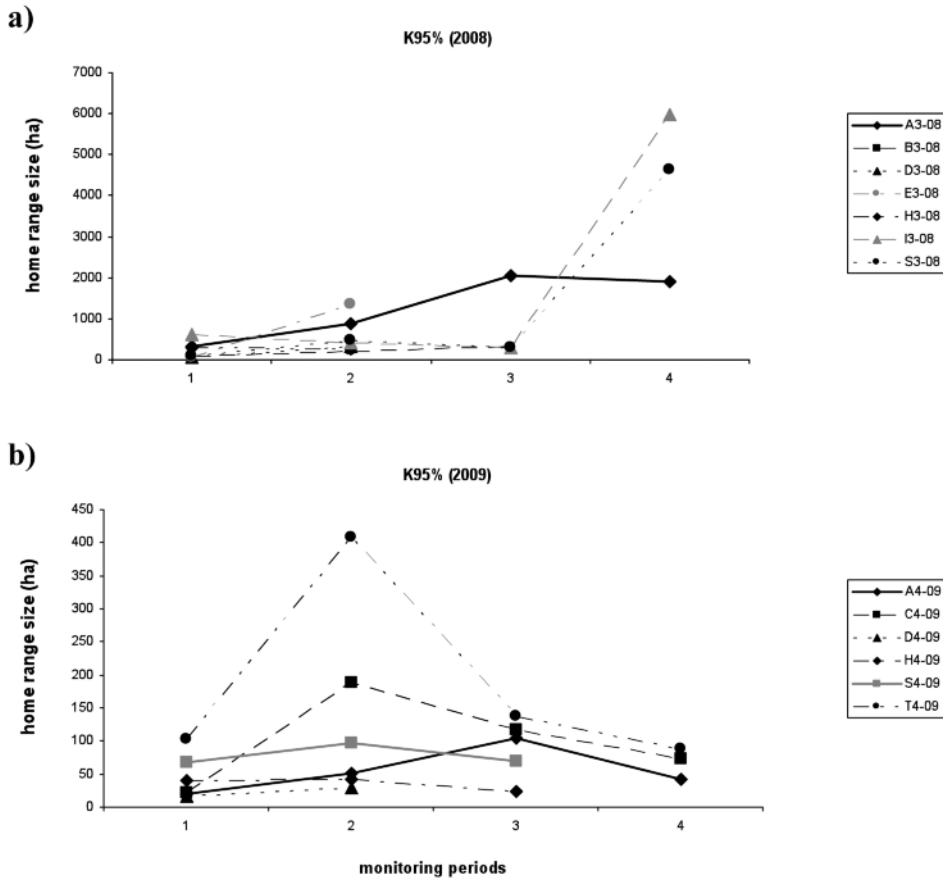 a)
K95% (2008)
home range size (ha)
7000
6000
5000
4000
3000
2000
1000
0
1 2 3 4
A3-08
B3-08
D3-08
E3-08
H3-08
I3-08
S3-08
b)
K95% (2009)
home range size (ha)
450
400
350
300
250
200
150
100
50
0
1 2 3 4
monitoring periods
A4-09
C4-09
D4-09
H4-09
S4-09
T4-09